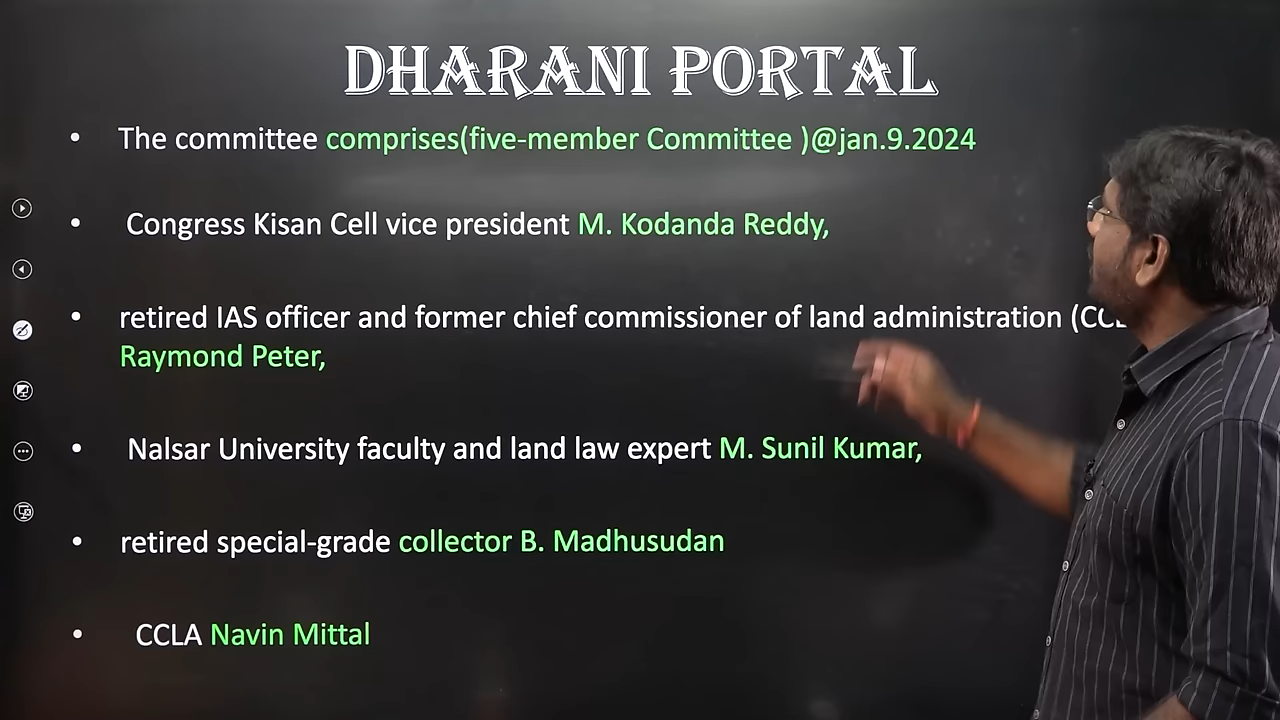 DHARANI PORTAL
• The committee comprises(five-member Committee )@jan.9.2024
• Congress Kisan Cell vice president M. Kodanda Reddy,
• retired IAS officer and former chief commissioner of land administration
Raymond Peter,
• Nalsar University faculty and land law expert M. Sunil Kumar,
• retired special-grade collector B. Madhusudan
• CCLA Navin Mittal